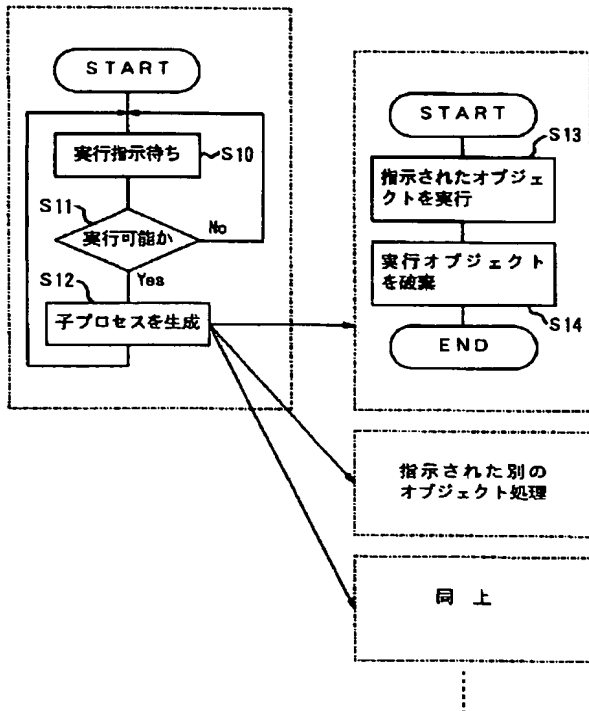 START
実行指示待ち
S10
S11
実行可能か
No
Yes
S12
子プロセスを生成
START
S13
指示されたオブジェ
クトを実行
実行オブジェクト
を破棄
S14
END
指示された別の
オブジェクト処理
同 上